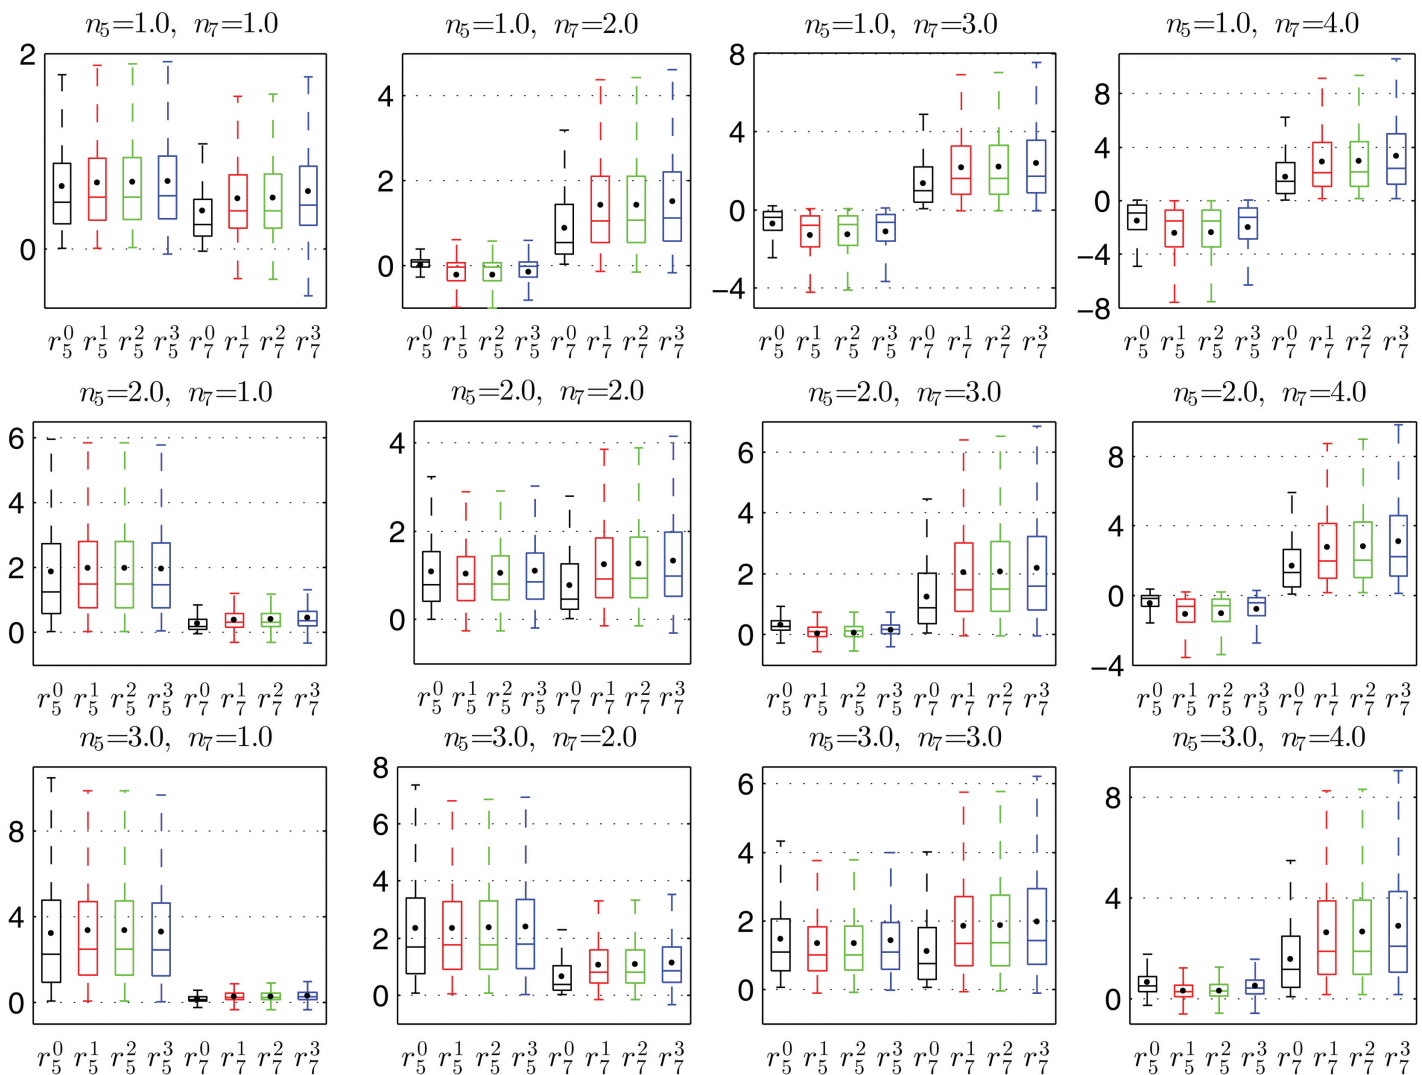 n₅=1.0, n₇=1.0 n₅=1.0, n₇=2.0 n₅=1.0, n₇=3.0 n₅=1.0, n₇=4.0
2 4 8 8
1 2 4 4
0 0 0 0
−4 −4
−8
r₅⁰ r₅¹ r₅² r₅³ r₇⁰ r₇¹ r₇² r₇³ r₅⁰ r₅¹ r₅² r₅³ r₇⁰ r₇¹ r₇² r₇³ r₅⁰ r₅¹ r₅² r₅³ r₇⁰ r₇¹ r₇² r₇³ r₅⁰ r₅¹ r₅² r₅³ r₇⁰ r₇¹ r₇² r₇³
n₅=2.0, n₇=1.0 n₅=2.0, n₇=2.0 n₅=2.0, n₇=3.0 n₅=2.0, n₇=4.0
6 4 6 8
4 2 4 4
2 0 2 0
0 0 −4
r₅⁰ r₅¹ r₅² r₅³ r₇⁰ r₇¹ r₇² r₇³ r₅⁰ r₅¹ r₅² r₅³ r₇⁰ r₇¹ r₇² r₇³ r₅⁰ r₅¹ r₅² r₅³ r₇⁰ r₇¹ r₇² r₇³ r₅⁰ r₅¹ r₅² r₅³ r₇⁰ r₇¹ r₇² r₇³
n₅=3.0, n₇=1.0 n₅=3.0, n₇=2.0 n₅=3.0, n₇=3.0 n₅=3.0, n₇=4.0
8 8 6 8
4 6 4 4
0 4 2 0
2 0
0
r₅⁰ r₅¹ r₅² r₅³ r₇⁰ r₇¹ r₇² r₇³ r₅⁰ r₅¹ r₅² r₅³ r₇⁰ r₇¹ r₇² r₇³ r₅⁰ r₅¹ r₅² r₅³ r₇⁰ r₇¹ r₇² r₇³ r₅⁰ r₅¹ r₅² r₅³ r₇⁰ r₇¹ r₇² r₇³